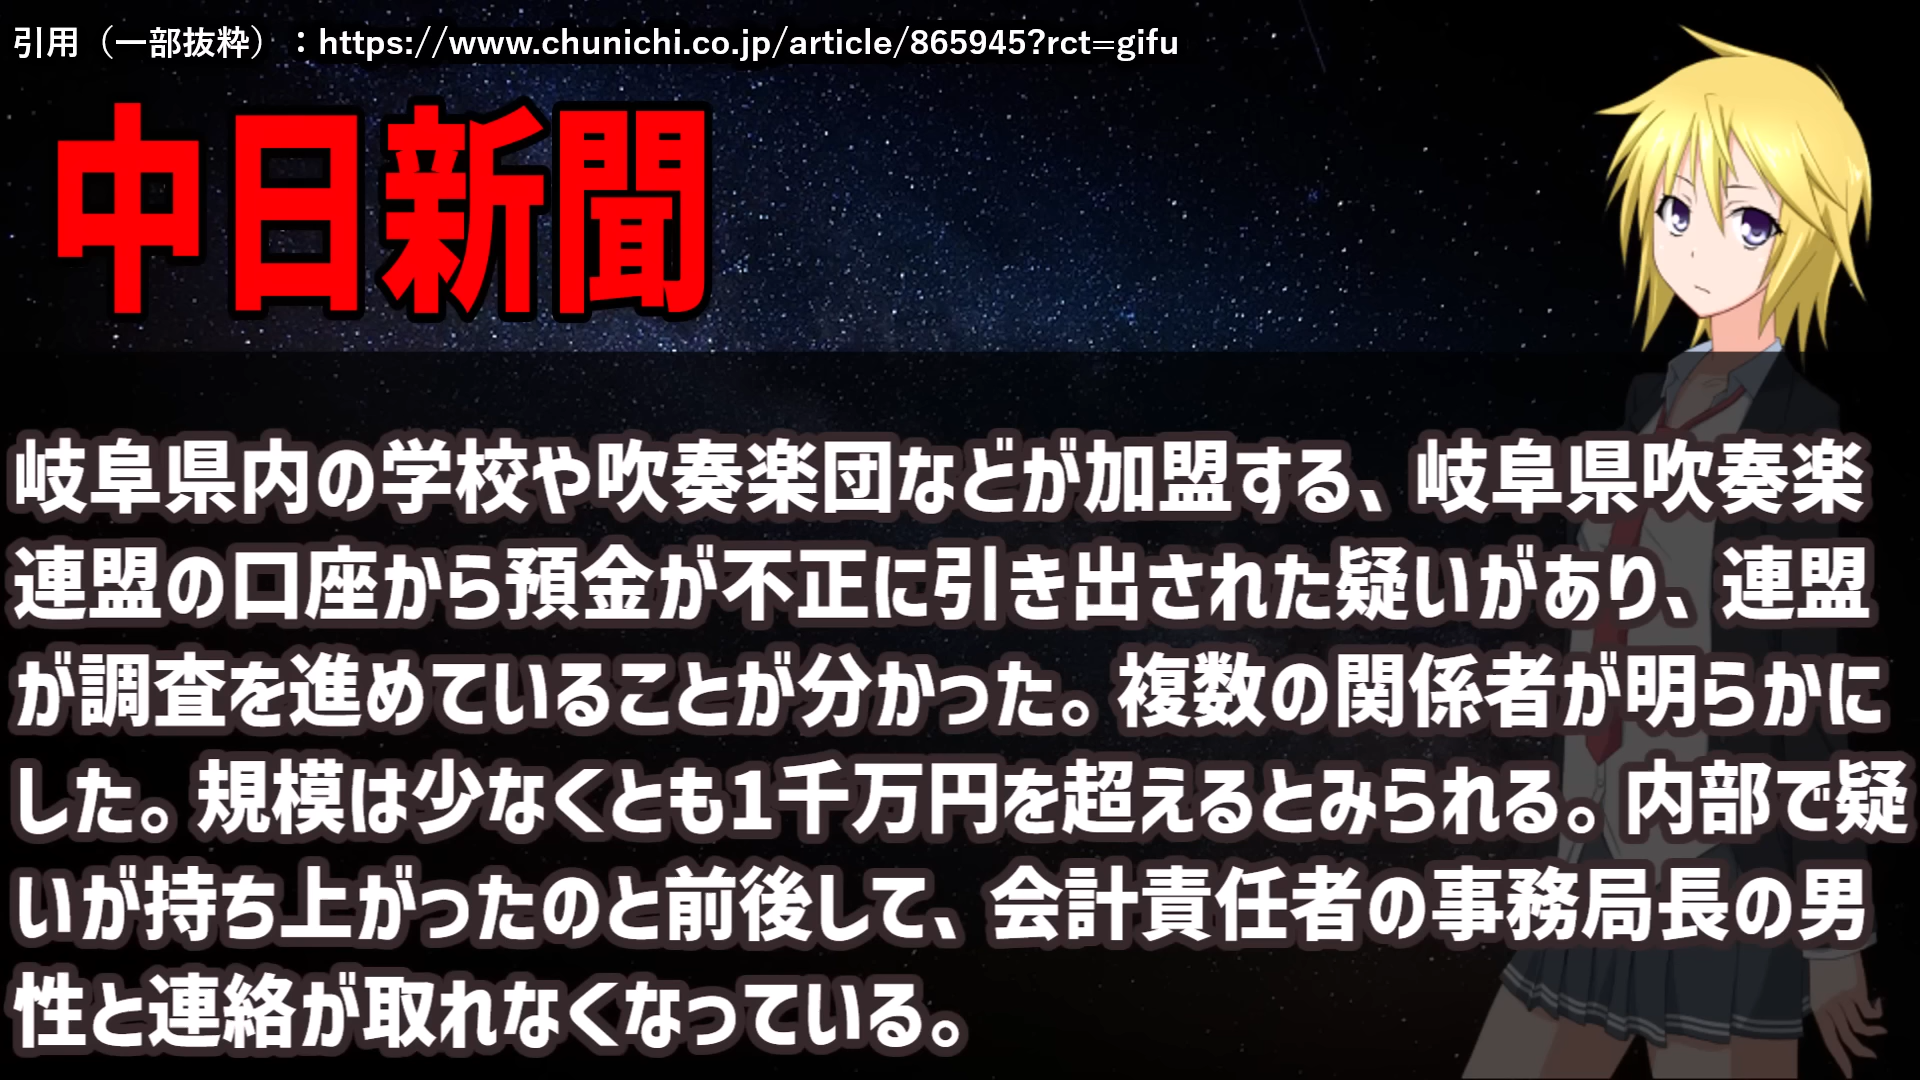 引用（一部抜粋）：https://www.chunichi.co.jp/article/865945?rct=gifu
中日新聞
岐阜県内の学校や吹奏楽団などが加盟する、岐阜県吹奏楽
連盟の口座から預金が不正に引き出された疑いがあり、連盟
が調査を進めていることが分かった。複数の関係者が明らかに
した。規模は少なくとも1千万円を超えるとみられる。内部で疑
いが持ち上がったのと前後して、会計責任者の事務局長の男
性と連絡が取れなくなっている。